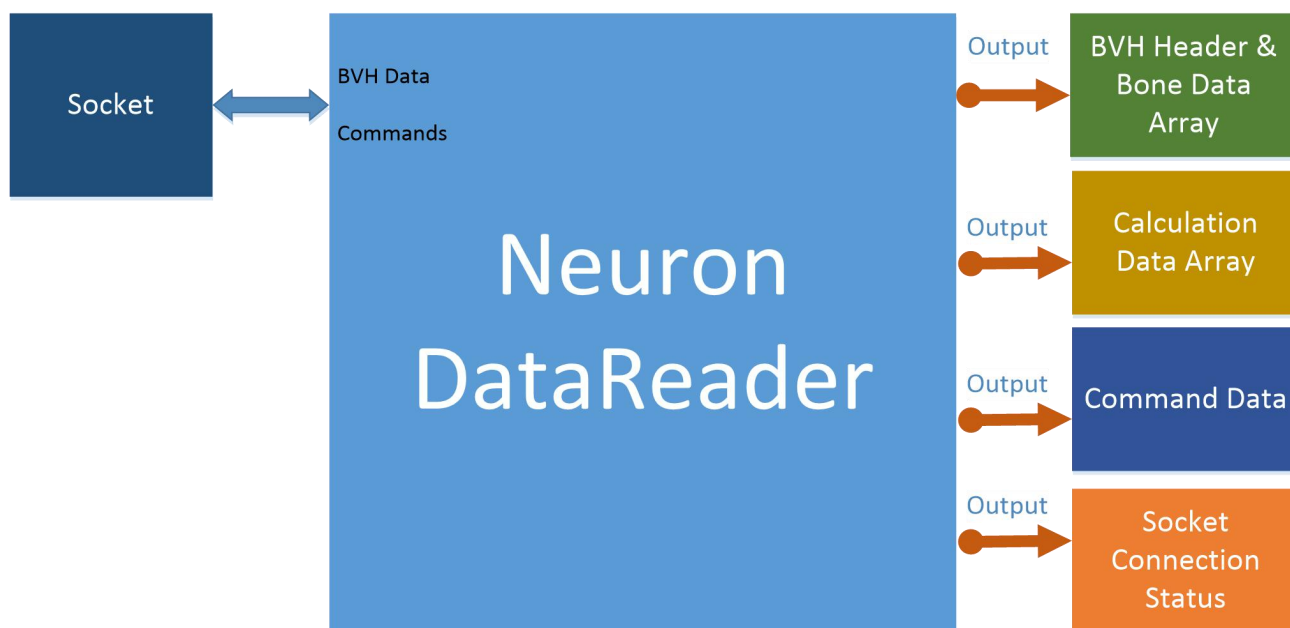 Socket
BVH Data
Commands
Neuron
DataReader
Output
BVH Header &
Bone Data
Array
Output
Calculation
Data Array
Output
Command Data
Output
Socket
Connection
Status